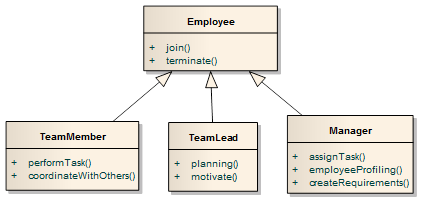 Employee
+ join()
+ terminate()
TeamMember
+ performTask()
+ coordinateWithOthers()
TeamLead
+ planning()
+ motivate()
Manager
+ assignTask()
+ employeeProfiling()
+ createRequirements()